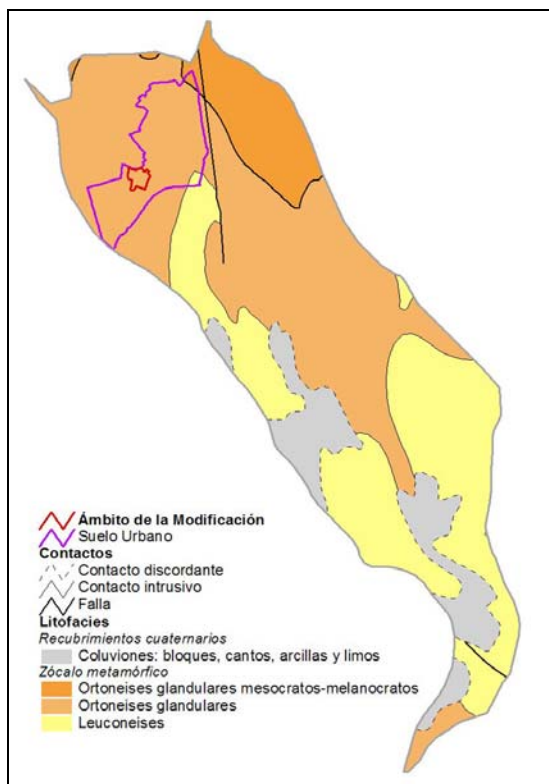 Ámbito de la Modificación
Suelo Urbano
Contactos
Contacto discordante
Contacto intrusivo
Falla
Litofacies
Recubrimientos cuaternarios
Coluviones: bloques, cantos, arcillas y limos
Zócalo metamórfico
Ortoneises glandulares mesocratos-melanocratos
Ortoneises glandulares
Leuconeises